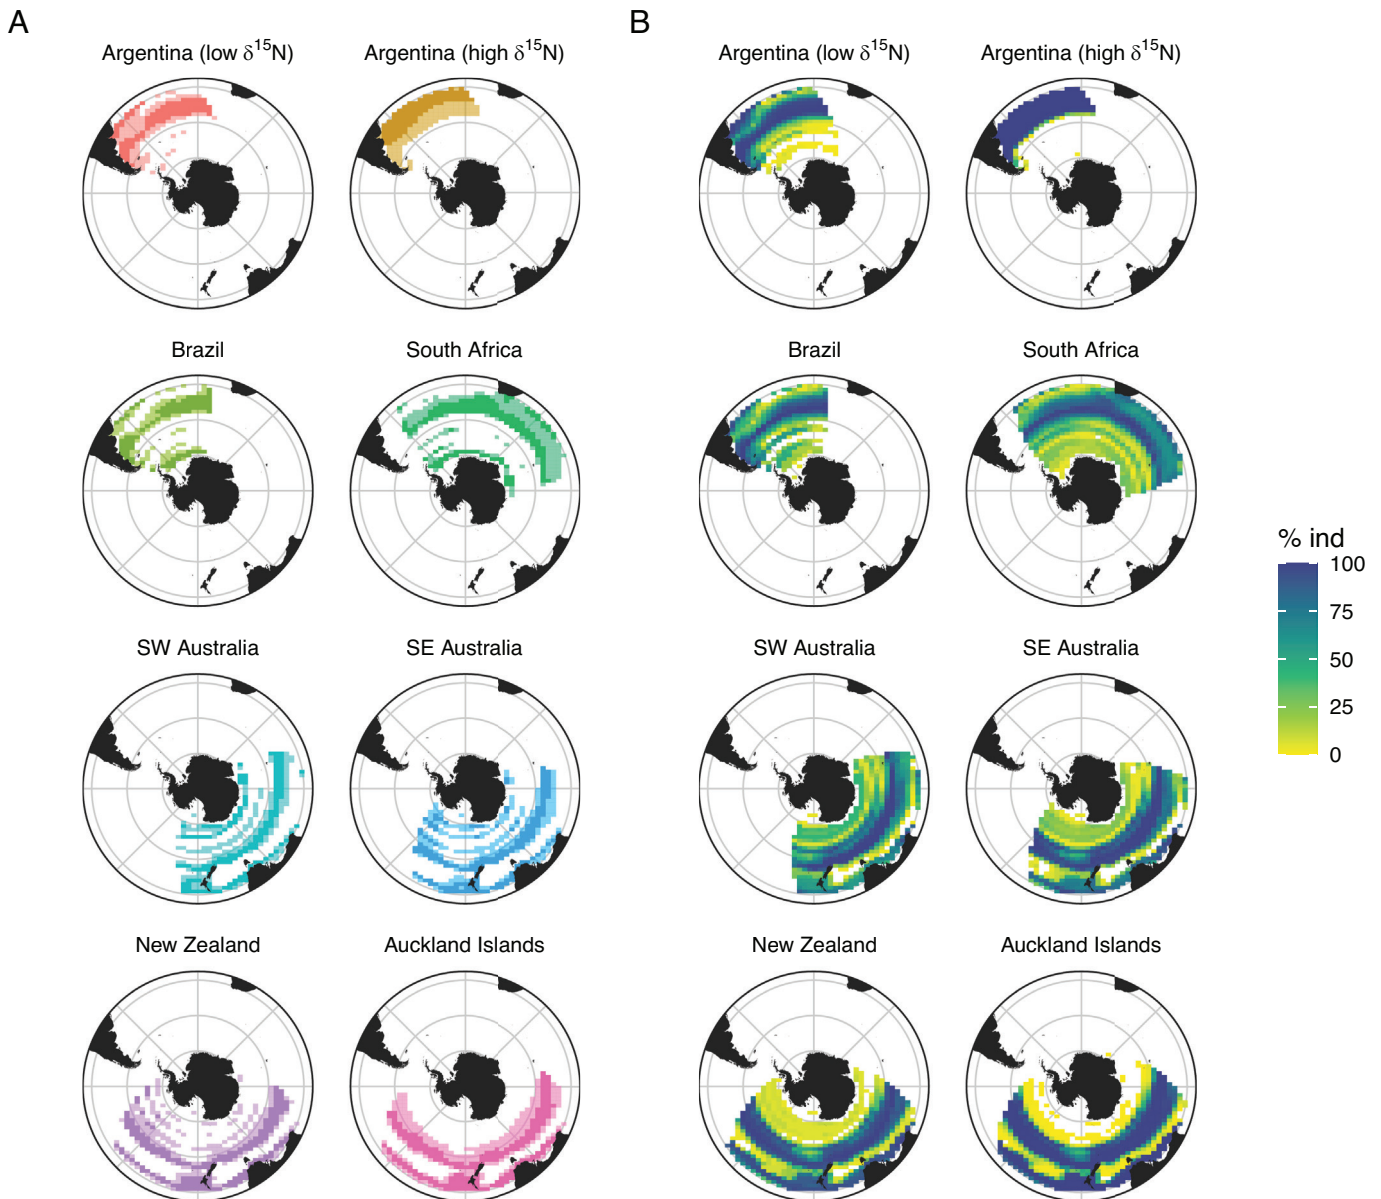 A
B
Argentina (low δ¹⁵N)
Argentina (high δ¹⁵N)
Argentina (low δ¹⁵N)
Argentina (high δ¹⁵N)
Brazil
South Africa
Brazil
South Africa
% ind
100
75
50
25
0
SW Australia
SE Australia
SW Australia
SE Australia
New Zealand
Auckland Islands
New Zealand
Auckland Islands